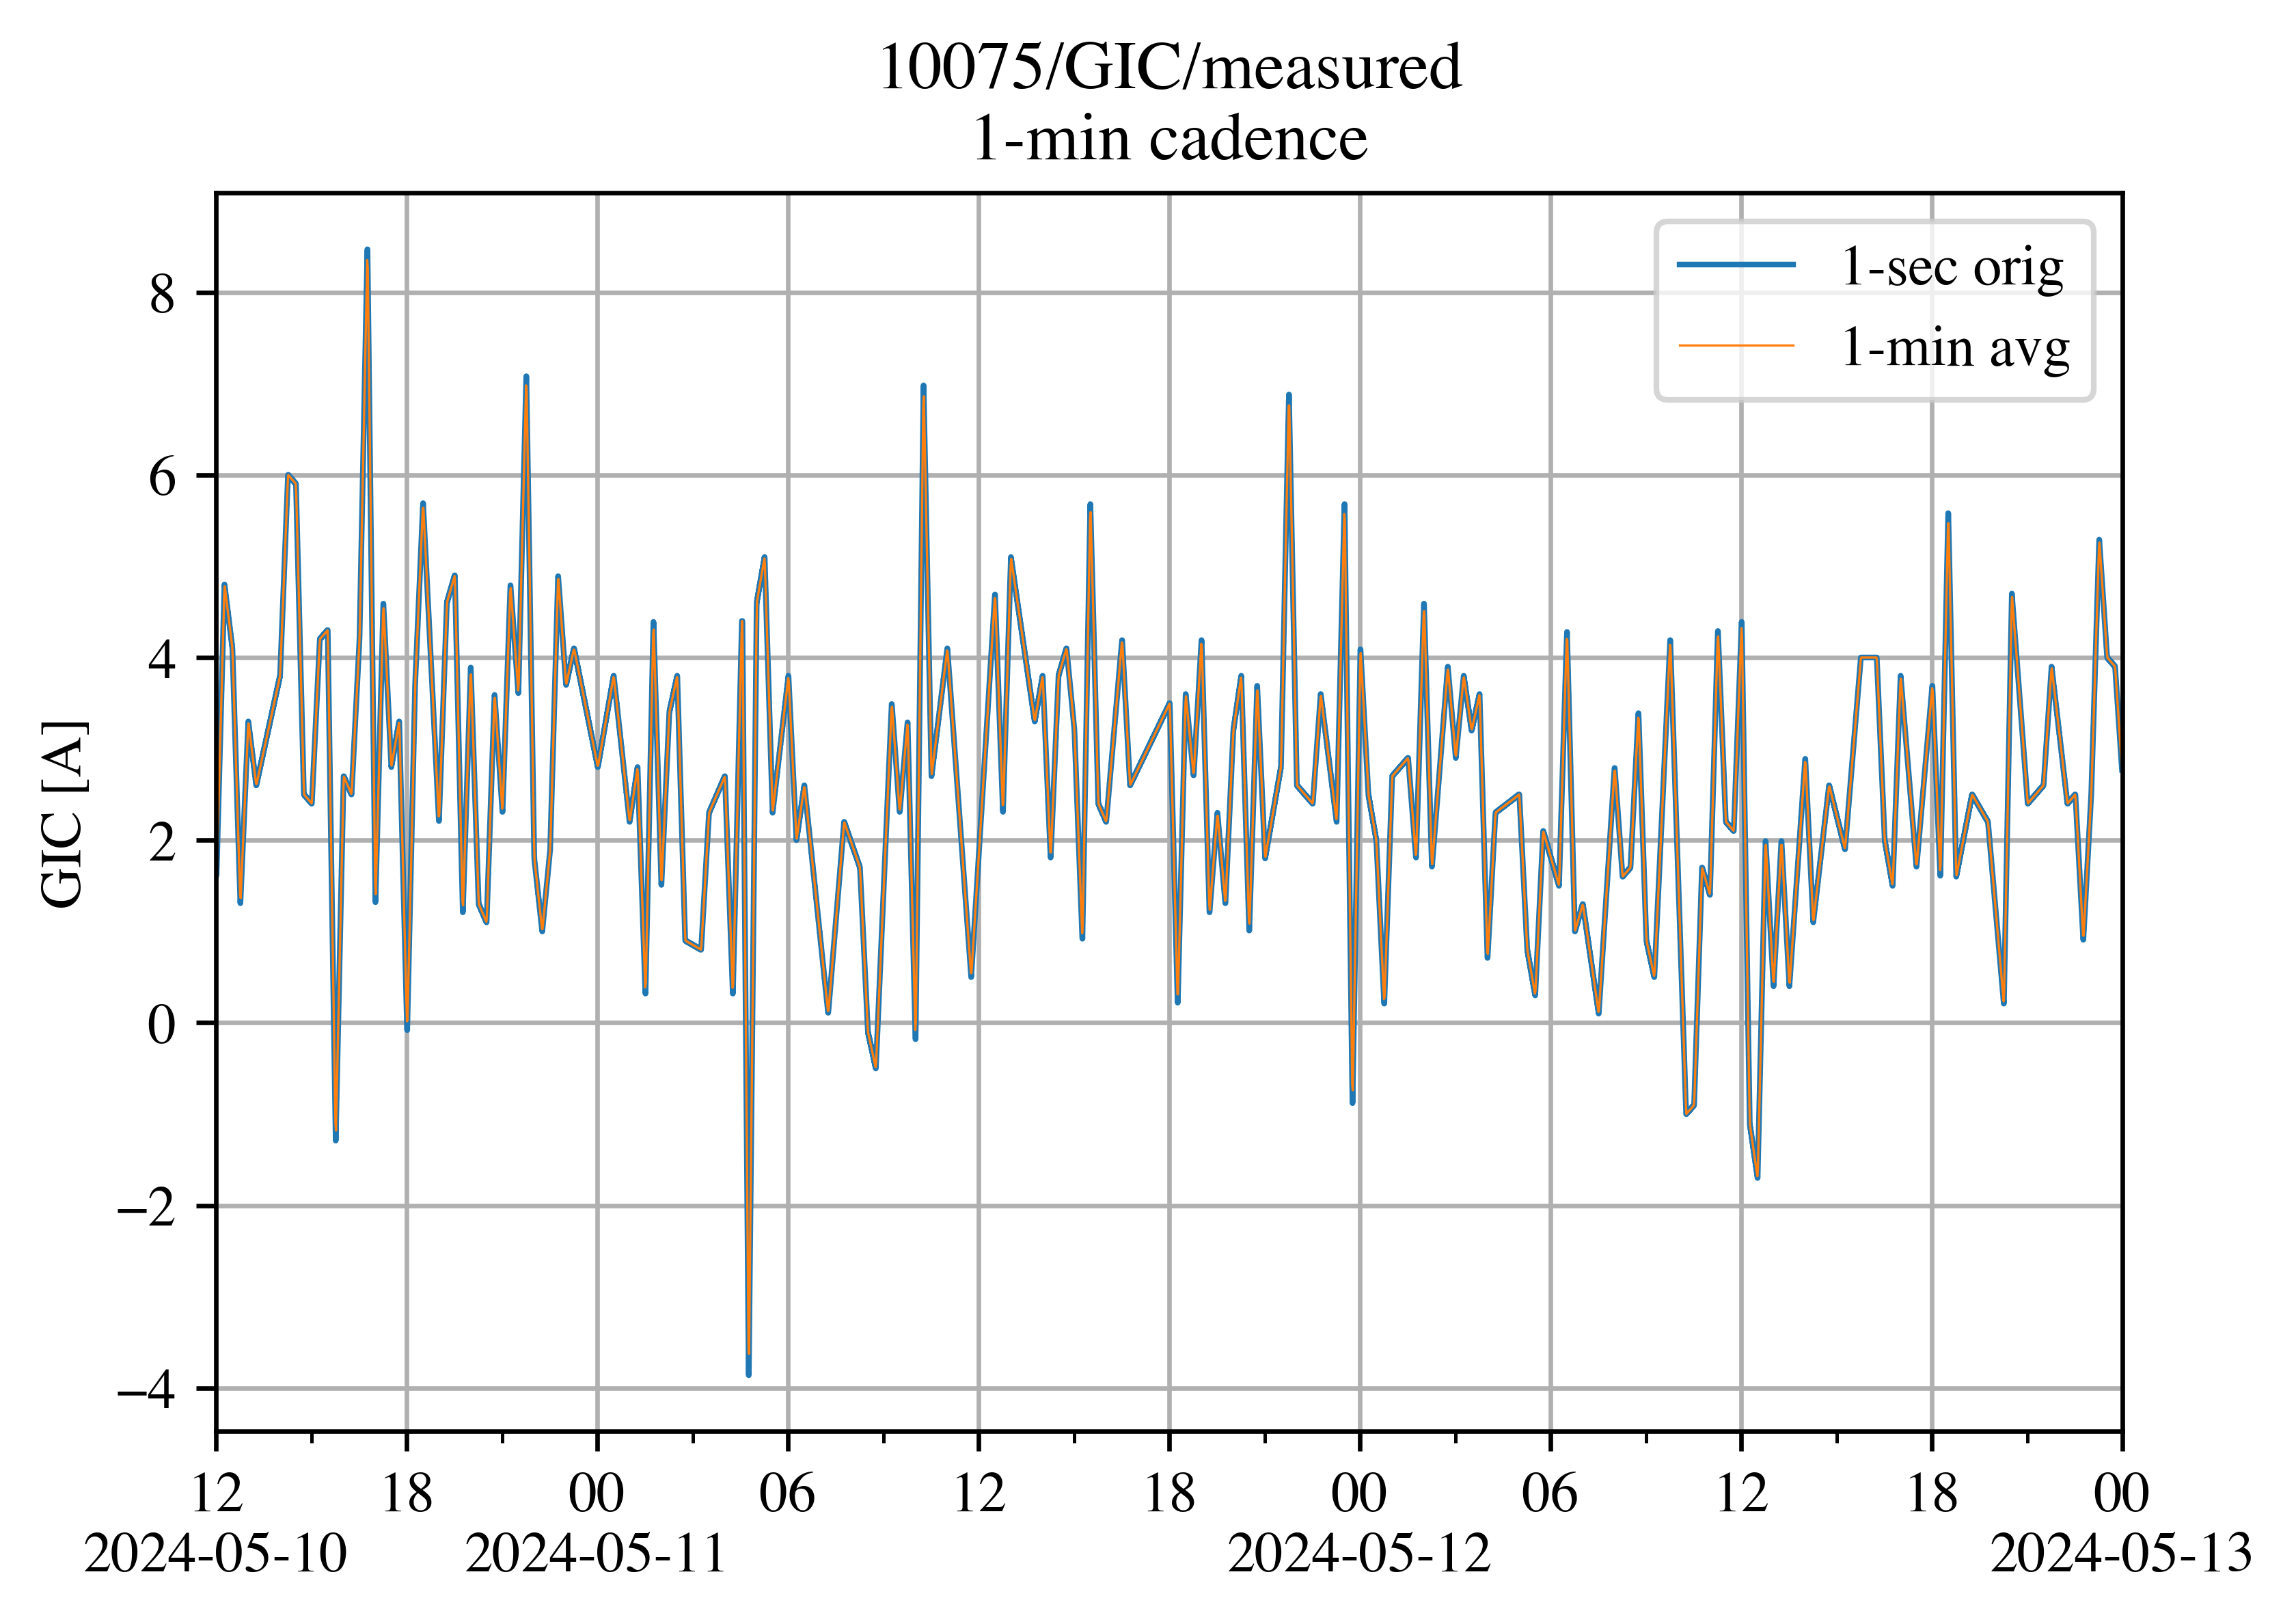 10075/GIC/measured
1-min cadence
1-sec orig
1-min avg
GIC [A]
8
6
4
2
0
−2
−4
12 18 00 06 12 18 00 06 12 18 00
2024-05-10 2024-05-11 2024-05-12 2024-05-13